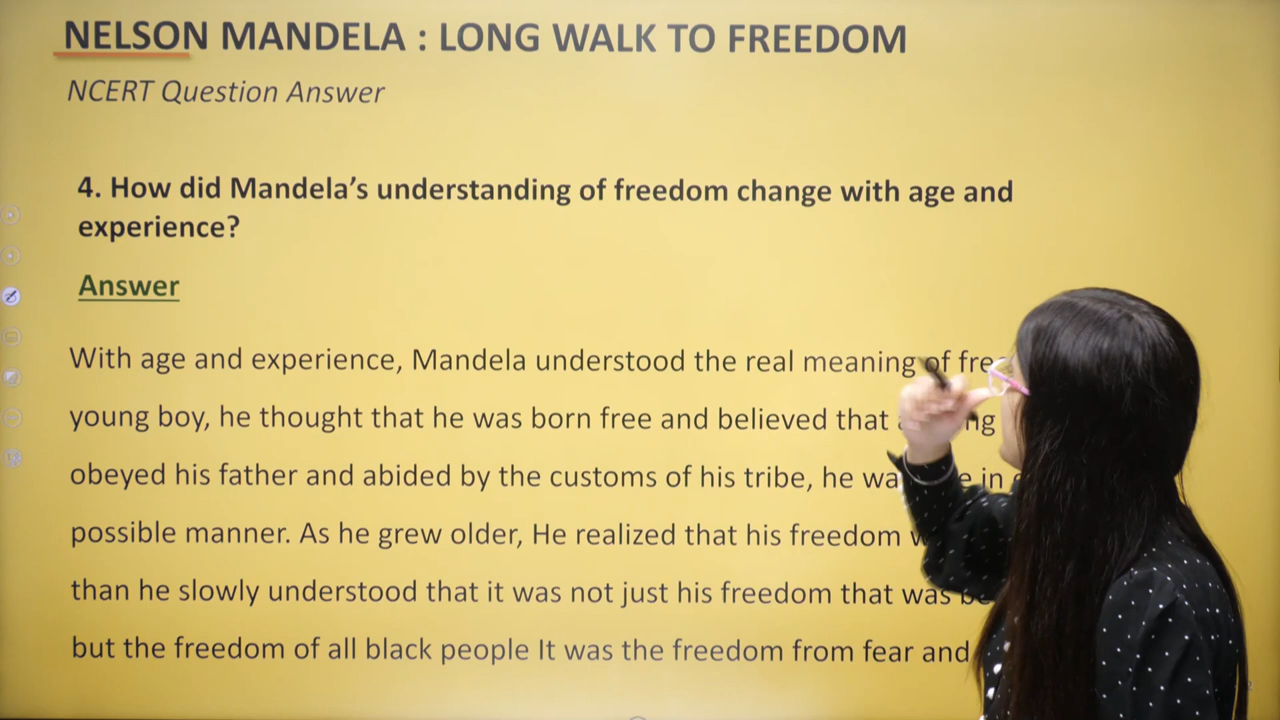 NELSON MANDELA : LONG WALK TO FREEDOM
NCERT Question Answer
4. How did Mandela’s understanding of freedom change with age and
experience?
Answer
With age and experience, Mandela understood the real meaning of
young boy, he thought that he was born free and believed that
obeyed his father and abided by the customs of his tribe, he in
possible manner. As he grew older, He realized that his freedom
than he slowly understood that it was not just his freedom that was
but the freedom of all black people It was the freedom from fear and